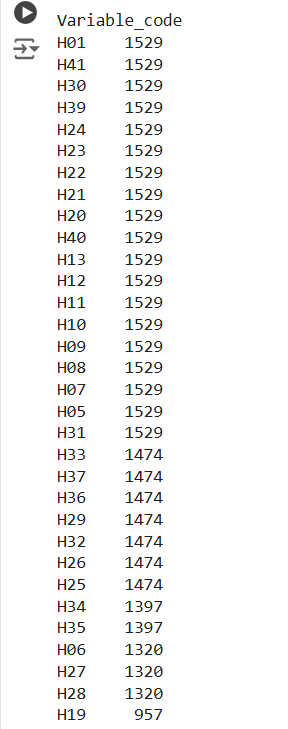 Variable_code
H01 1529
H41 1529
H30 1529
H39 1529
H24 1529
H23 1529
H22 1529
H21 1529
H20 1529
H40 1529
H13 1529
H12 1529
H11 1529
H10 1529
H09 1529
H08 1529
H07 1529
H05 1529
H31 1529
H33 1474
H37 1474
H36 1474
H29 1474
H32 1474
H26 1474
H25 1474
H34 1397
H35 1397
H06 1320
H27 1320
H28 1320
H19 957